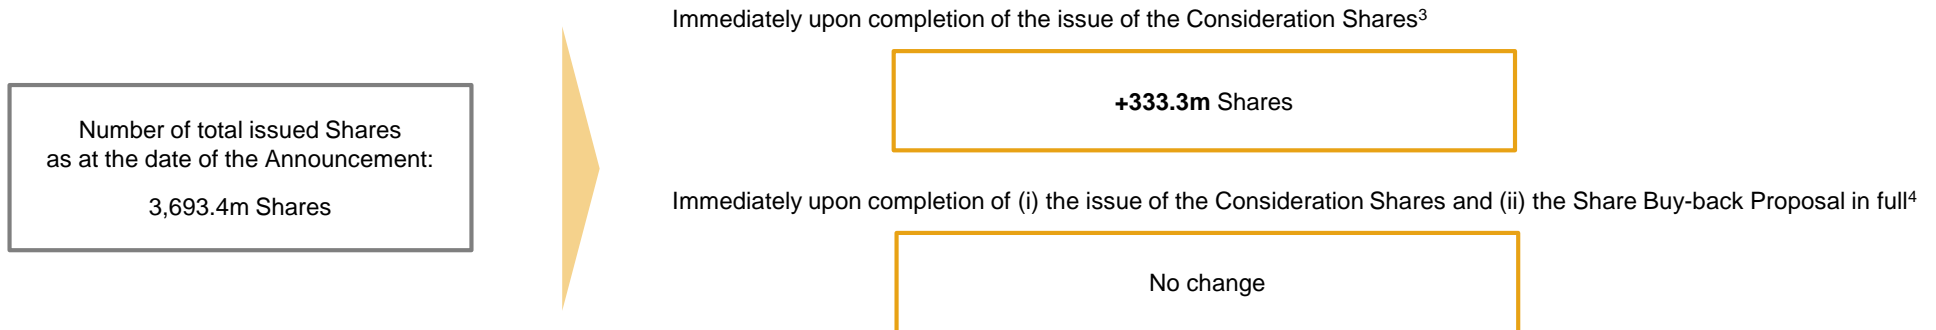 Number of total issued Shares
as at the date of the Announcement:
3,693.4m Shares
Immediately upon completion of the issue of the Consideration Shares³
+333.3m Shares
Immediately upon completion of (i) the issue of the Consideration Shares and (ii) the Share Buy-back Proposal in full⁴
No change